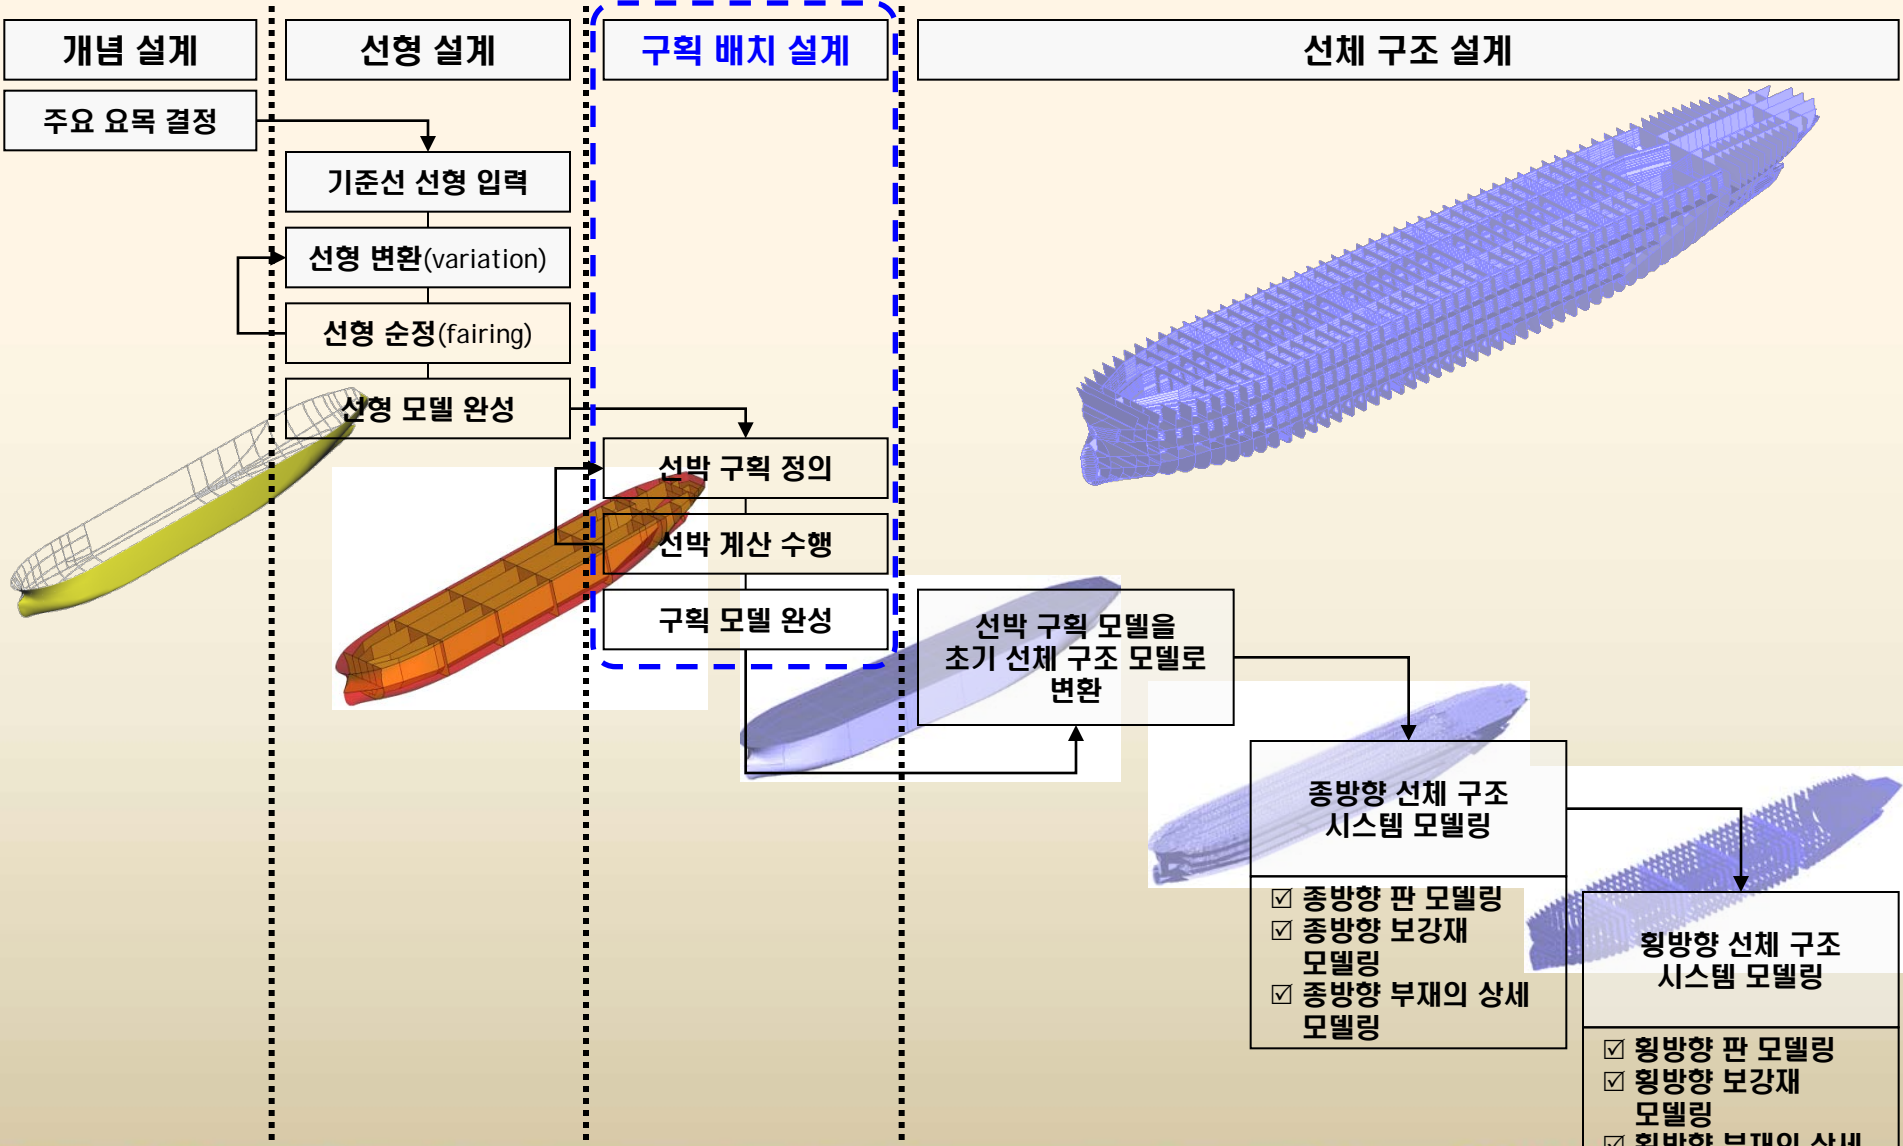 개념 설계
선형 설계
구획 배치 설계
선체 구조 설계
주요 요목 결정
기준선 선형 입력
선형 변환(variation)
선형 순정(fairing)
선형 모델 완성
선박 구획 정의
선박 계산 수행
구획 모델 완성
선박 구획 모델을
초기 선체 구조 모델로
변환
종방향 선체 구조
시스템 모델링
☑ 종방향 판 모델링
☑ 종방향 보강재
모델링
☑ 종방향 부재의 상세
모델링
횡방향 선체 구조
시스템 모델링
☑ 횡방향 판 모델링
☑ 횡방향 보강재
모델링
☑ 횡방향 부재의 상세